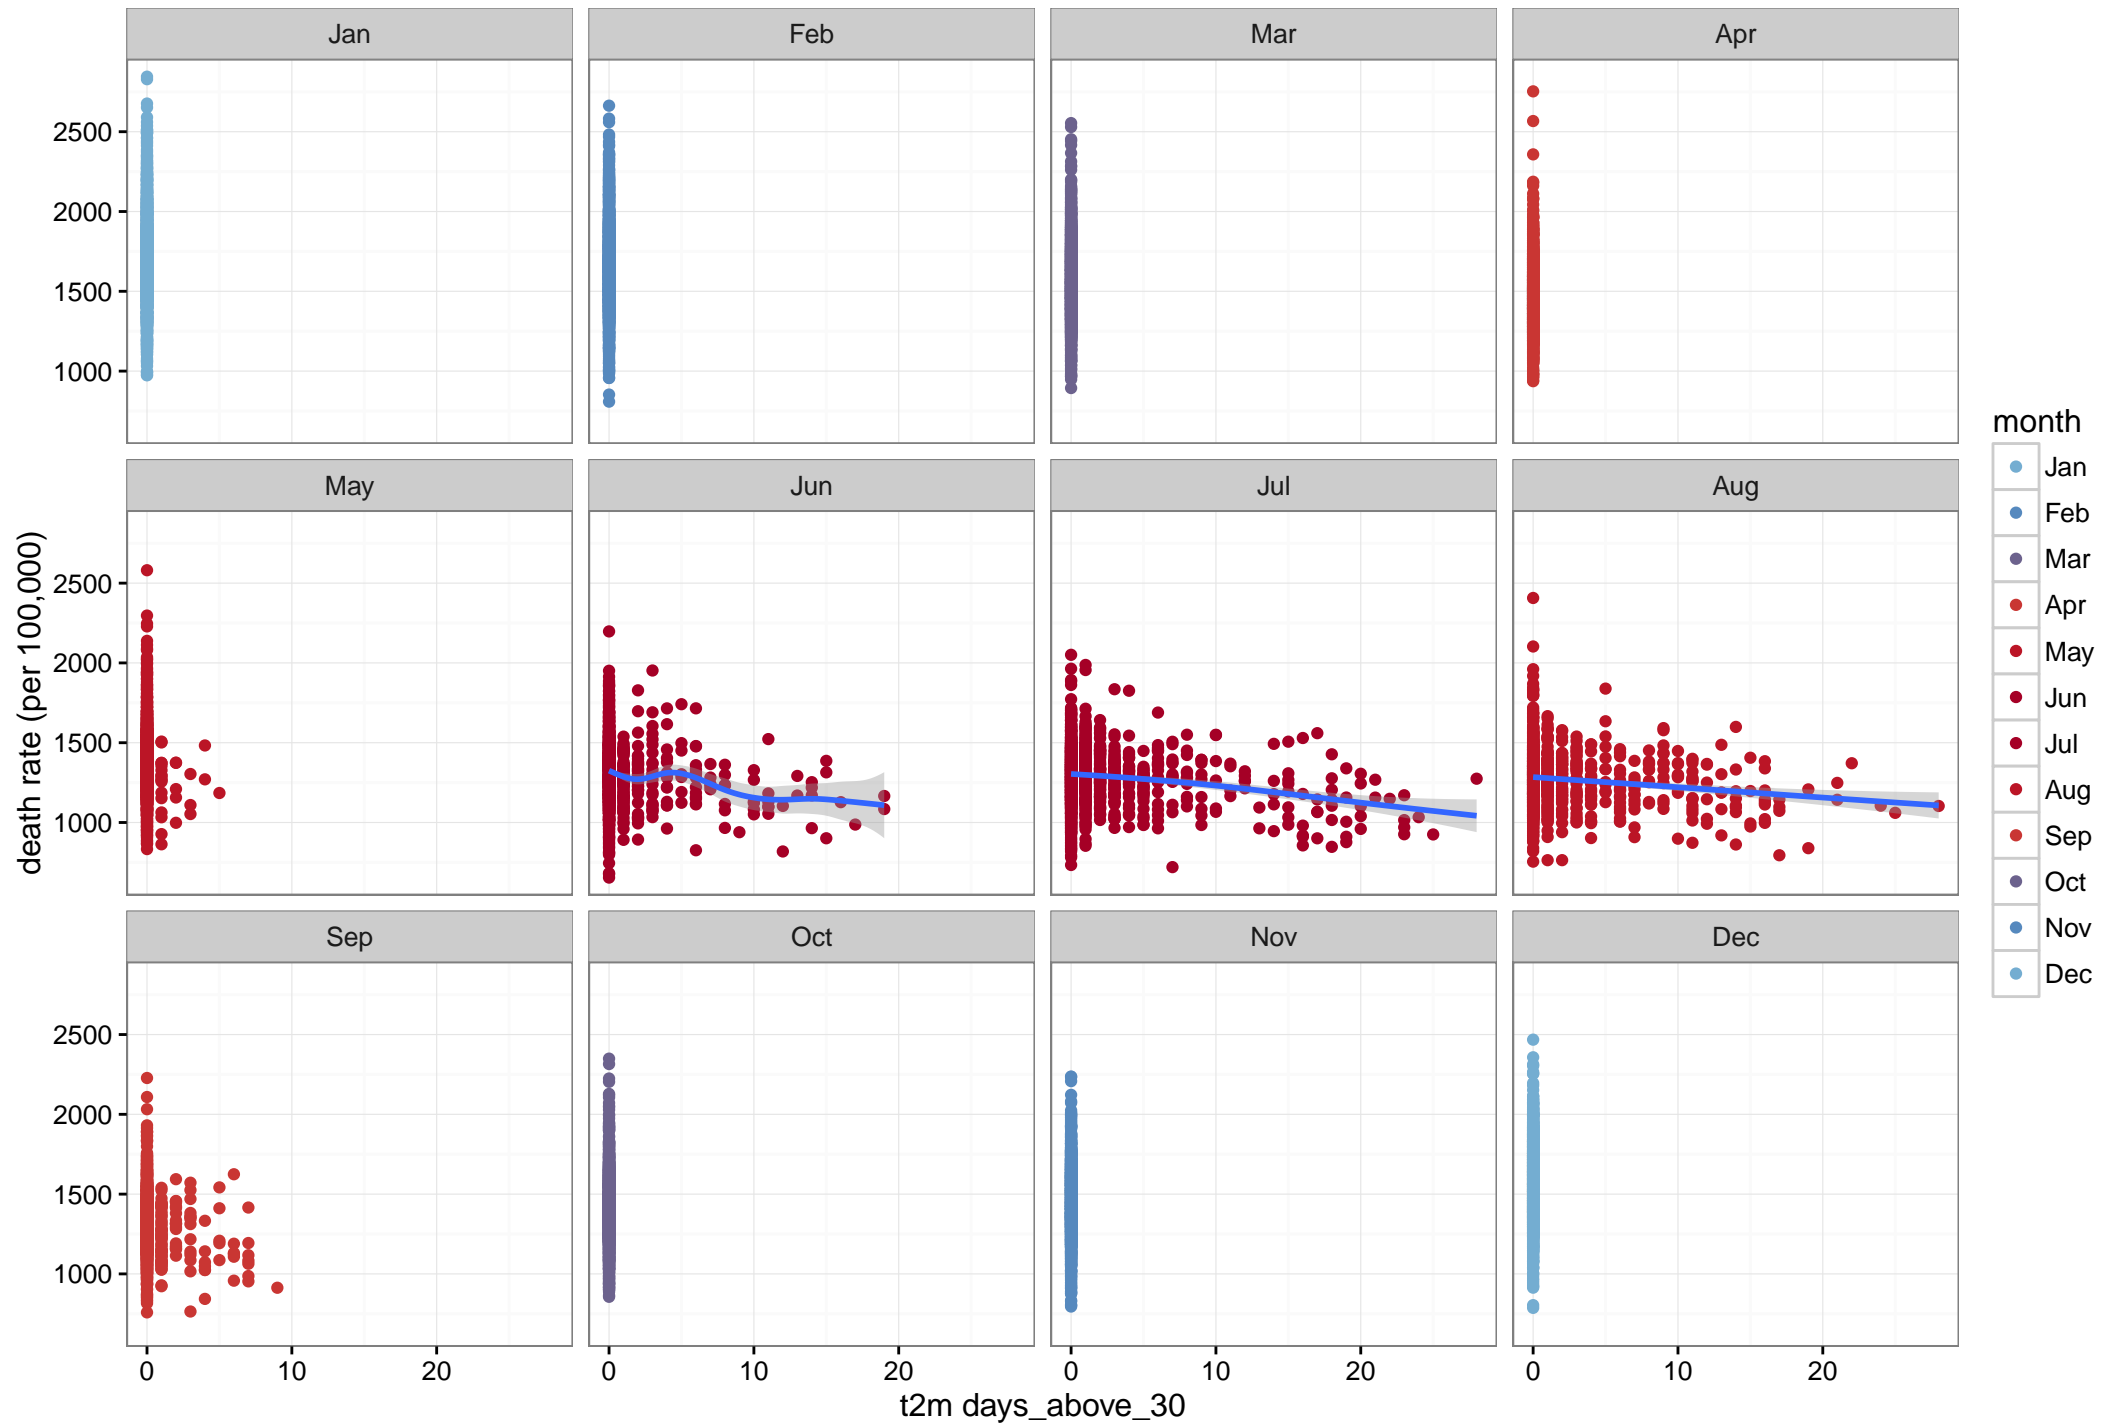 Jan Feb Mar Apr
2500
2000
1500
1000
May Jun Jul Aug
2500
2000
1500
1000
Sep Oct Nov Dec
2500
2000
1500
1000
0 10 20 0 10 20 0 10 20 0 10 20
t2m days_above_30
death rate (per 100,000)
month
Jan
Feb
Mar
Apr
May
Jun
Jul
Aug
Sep
Oct
Nov
Dec